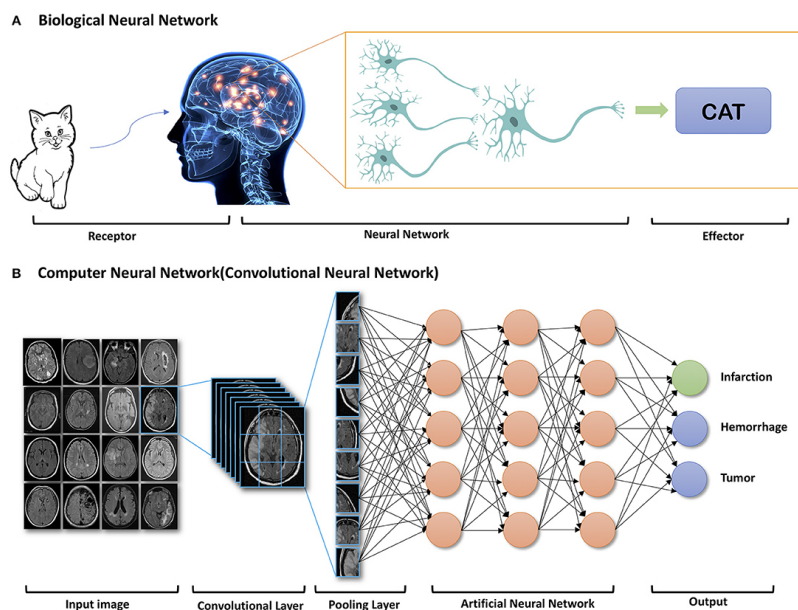 A Biological Neural Network
CAT
Receptor
Neural Network
Effector
B Computer Neural Network(Convolutional Neural Network)
Infarction
Hemorrhage
Tumor
Input image
Convolutional Layer
Pooling Layer
Artificial Neural Network
Output